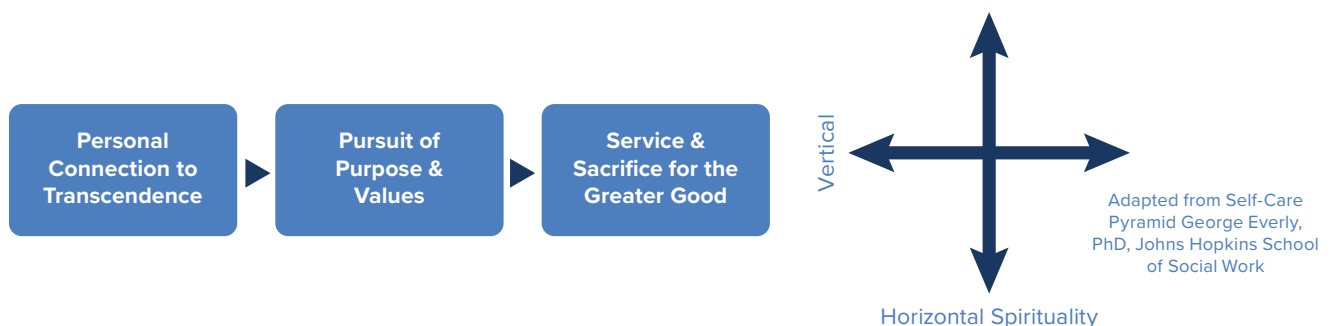 Personal
Connection to
Transcendence
Pursuit of
Purpose &
Values
Service &
Sacrifice for the
Greater Good
Vertical
Adapted from Self-Care
Pyramid George Everly,
PhD, Johns Hopkins School
of Social Work
Horizontal Spirituality